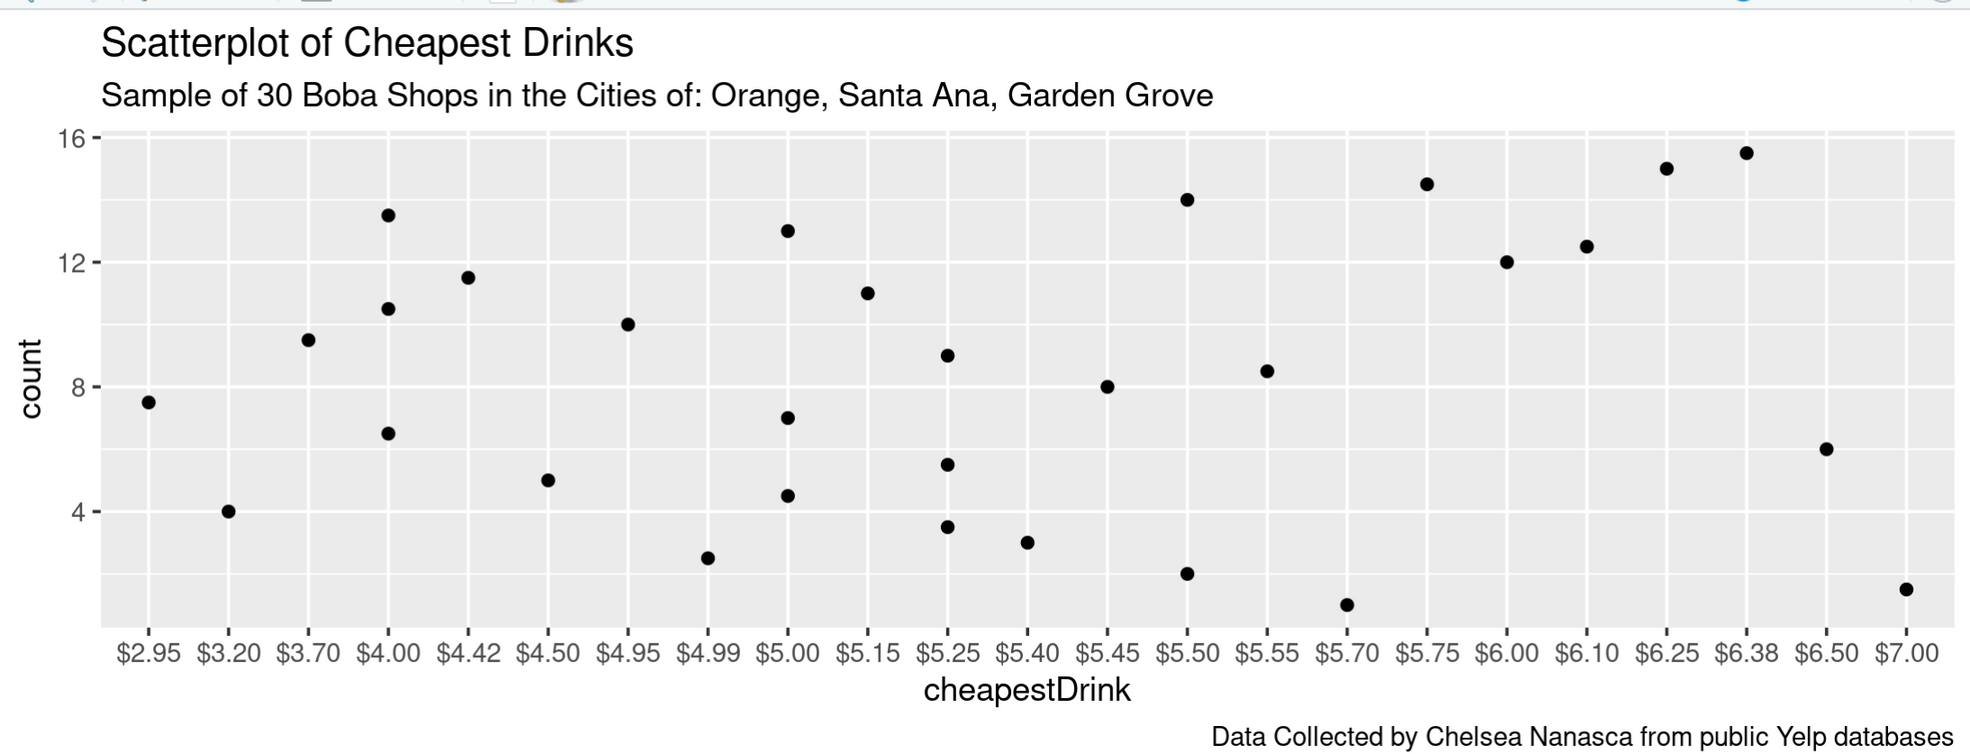 Scatterplot of Cheapest Drinks
Sample of 30 Boba Shops in the Cities of: Orange, Santa Ana, Garden Grove
16
12
8
4
count
$2.95 $3.20 $3.70 $4.00 $4.42 $4.50 $4.95 $4.99 $5.00 $5.15 $5.25 $5.40 $5.45 $5.50 $5.55 $5.70 $5.75 $6.00 $6.10 $6.25 $6.38 $6.50 $7.00
cheapestDrink
Data Collected by Chelsea Nanasca from public Yelp databases